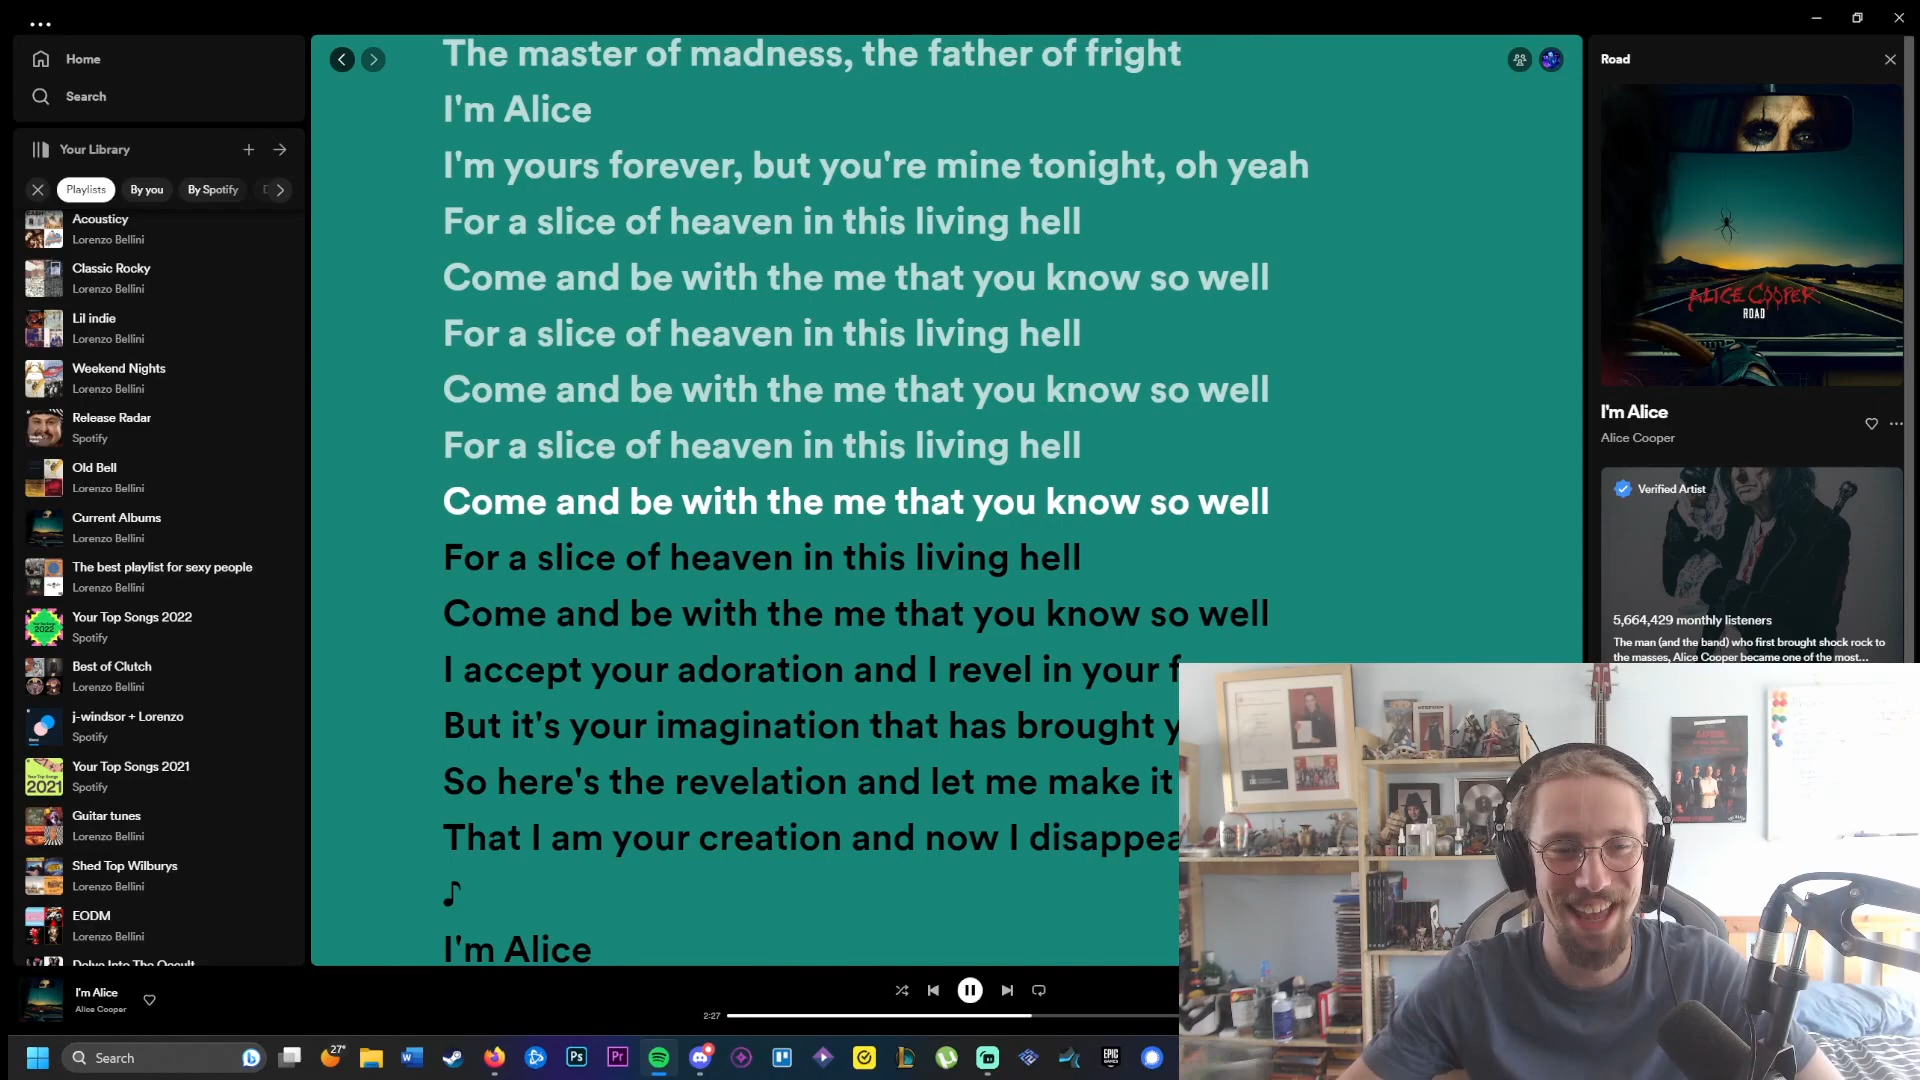 Home
Search
Your Library
Playlists
By you
By Spotify
Acousticy
Lorenzo Bellini
Classic Rocky
Lorenzo Bellini
Lil indie
Lorenzo Bellini
Weekend Nights
Lorenzo Bellini
Release Radar
Spotify
Old Bell
Lorenzo Bellini
Current Albums
Lorenzo Bellini
The best playlist for sexy people
Lorenzo Bellini
Your Top Songs 2022
Spotify
Best of Clutch
Lorenzo Bellini
j-windsor + Lorenzo
Spotify
Your Top Songs 2021
Spotify
Guitar tunes
Lorenzo Bellini
Shed Top Wilburys
Lorenzo Bellini
EODM
Lorenzo Bellini
Delve Into The Occult
The master of madness, the father of fright
I'm Alice
I'm yours forever, but you're mine tonight, oh yeah
For a slice of heaven in this living hell
Come and be with the me that you know so well
For a slice of heaven in this living hell
Come and be with the me that you know so well
For a slice of heaven in this living hell
Come and be with the me that you know so well
For a slice of heaven in this living hell
Come and be with the me that you know so well
I accept your adoration and I revel in your f
But it's your imagination that has brought y
So here's the revelation and let me make it
That I am your creation and now I disappea
♪
I'm Alice
Road
ALICE COOPER
ROAD
I'm Alice
Alice Cooper
Verified Artist
5,664,429 monthly listeners
The man (and the band) who first brought shock rock to
the masses, Alice Cooper became one of the most...
I'm Alice
Alice Cooper
2:27
Search
27°